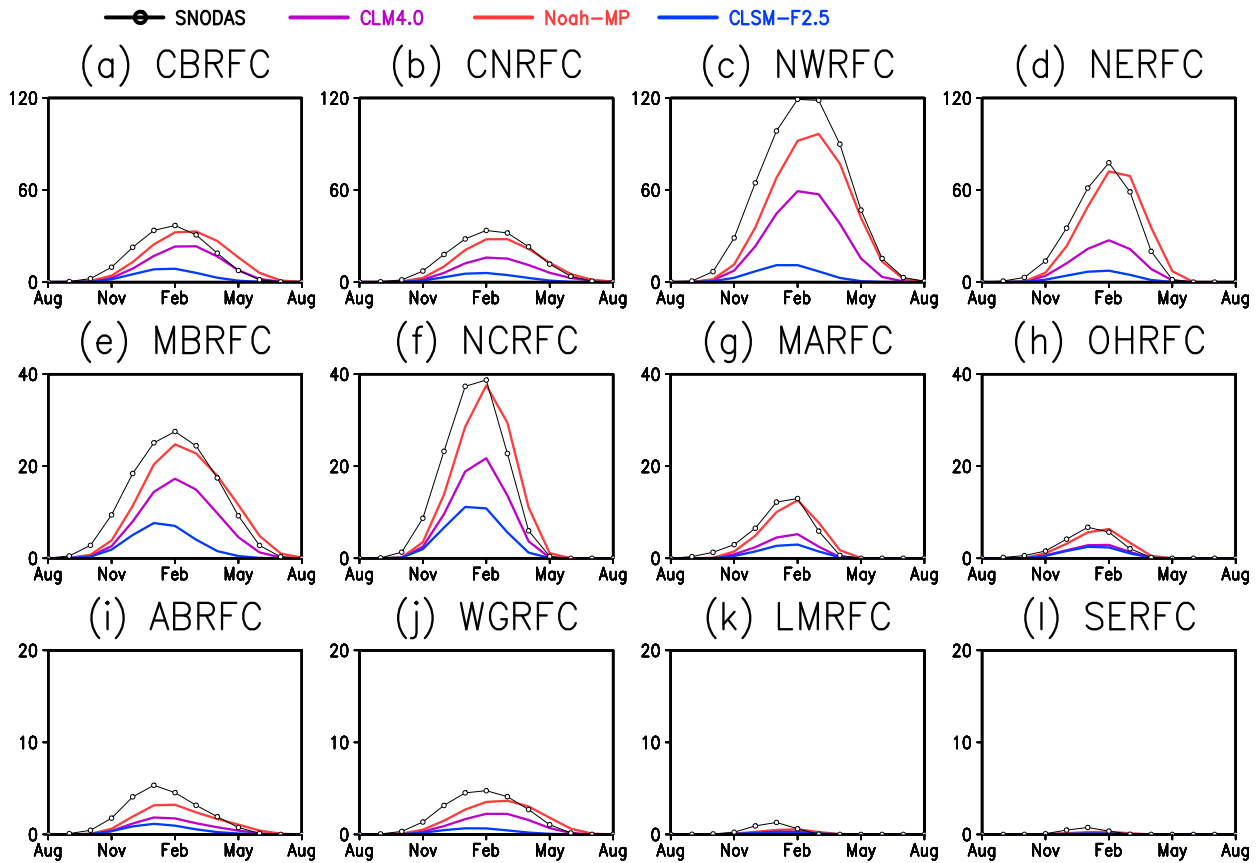 SNODAS CLM4.0 Noah-MP CLSM-F2.5
(a) CBRFC (b) CNRFC (c) NWRFC (d) NERFC
120 120 120 120
60 60 60 60
0 0 0 0
Aug Nov Feb May Aug Aug Nov Feb May Aug Aug Nov Feb May Aug Aug Nov Feb May Aug
(e) MBRFC (f) NCRFC (g) MARFC (h) OHRFC
40 40 40 40
20 20 20 20
0 0 0 0
Aug Nov Feb May Aug Aug Nov Feb May Aug Aug Nov Feb May Aug Aug Nov Feb May Aug
(i) ABRFC (j) WGRFC (k) LMRFC (l) SERFC
20 20 20 20
10 10 10 10
0 0 0 0
Aug Nov Feb May Aug Aug Nov Feb May Aug Aug Nov Feb May Aug Aug Nov Feb May Aug